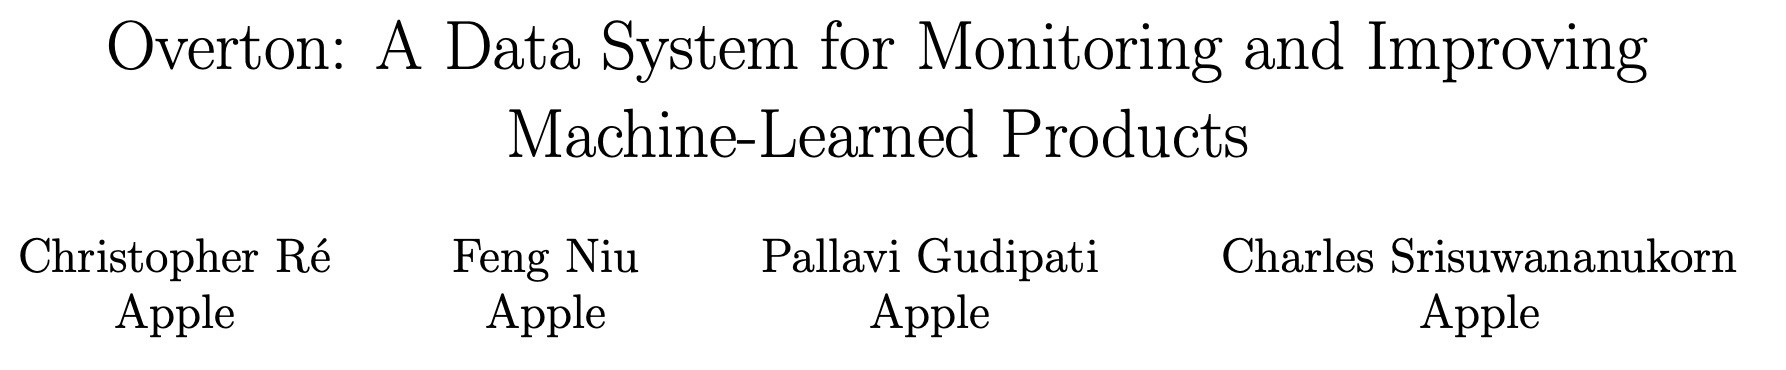 Overton: A Data System for Monitoring and Improving
Machine-Learned Products
Christopher Ré Feng Niu Pallavi Gudipati Charles Srisuwananukorn
Apple Apple Apple Apple